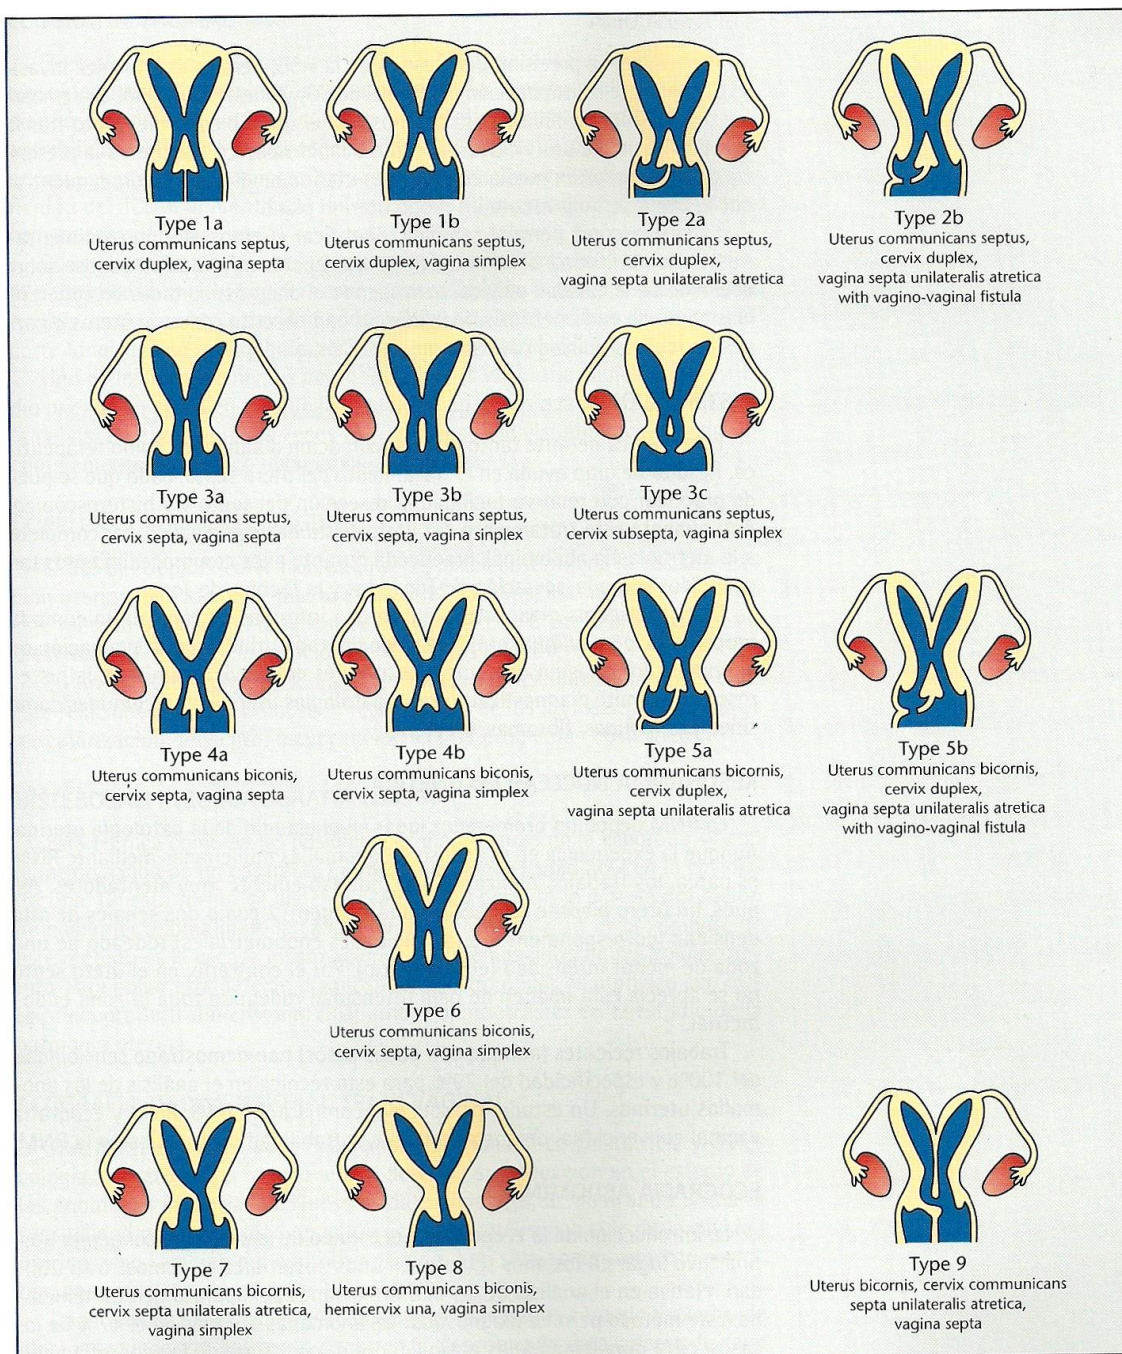 Type 1a
Uterus communicans septus,
cervix duplex, vagina septa
Type 1b
Uterus communicans septus,
cervix duplex, vagina simplex
Type 2a
Uterus communicans septus,
cervix duplex,
vagina septa unilateralis atretica
Type 2b
Uterus communicans septus,
cervix duplex,
vagina septa unilateralis atretica
with vagino-vaginal fistula
Type 3a
Uterus communicans septus,
cervix septa, vagina septa
Type 3b
Uterus communicans septus,
cervix septa, vagina sinplex
Type 3c
Uterus communicans septus,
cervix subsepta, vagina sinplex
Type 4a
Uterus communicans biconis,
cervix septa, vagina septa
Type 4b
Uterus communicans biconis,
cervix septa, vagina simplex
Type 5a
Uterus communicans bicornis,
cervix duplex,
vagina septa unilateralis atretica
Type 5b
Uterus communicans bicornis,
cervix duplex,
vagina septa unilateralis atretica
with vagino-vaginal fistula
Type 6
Uterus communicans biconis,
cervix septa, vagina simplex
Type 7
Uterus communicans bicornis,
cervix septa unilateralis atretica,
vagina simplex
Type 8
Uterus communicans biconis,
hemicervix una, vagina simplex
Type 9
Uterus bicornis, cervix communicans
septa unilateralis atretica,
vagina septa